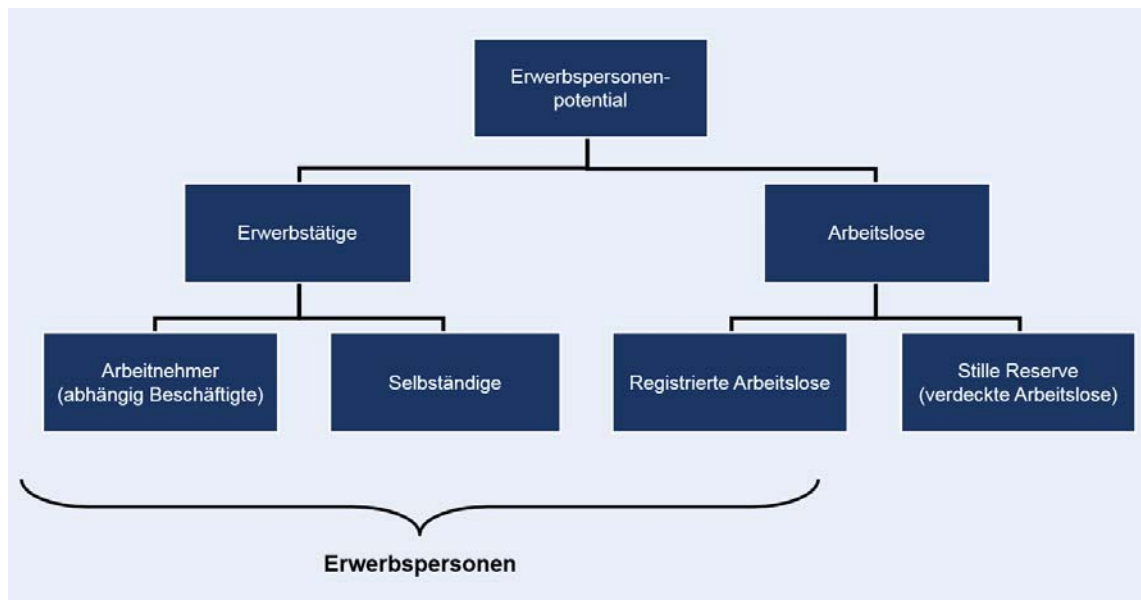 Erwerbspersonen-
potential
Erwerbstätige
Arbeitslose
Arbeitnehmer
(abhängig Beschäftigte)
Selbständige
Registrierte Arbeitslose
Stille Reserve
(verdeckte Arbeitslose)
Erwerbspersonen